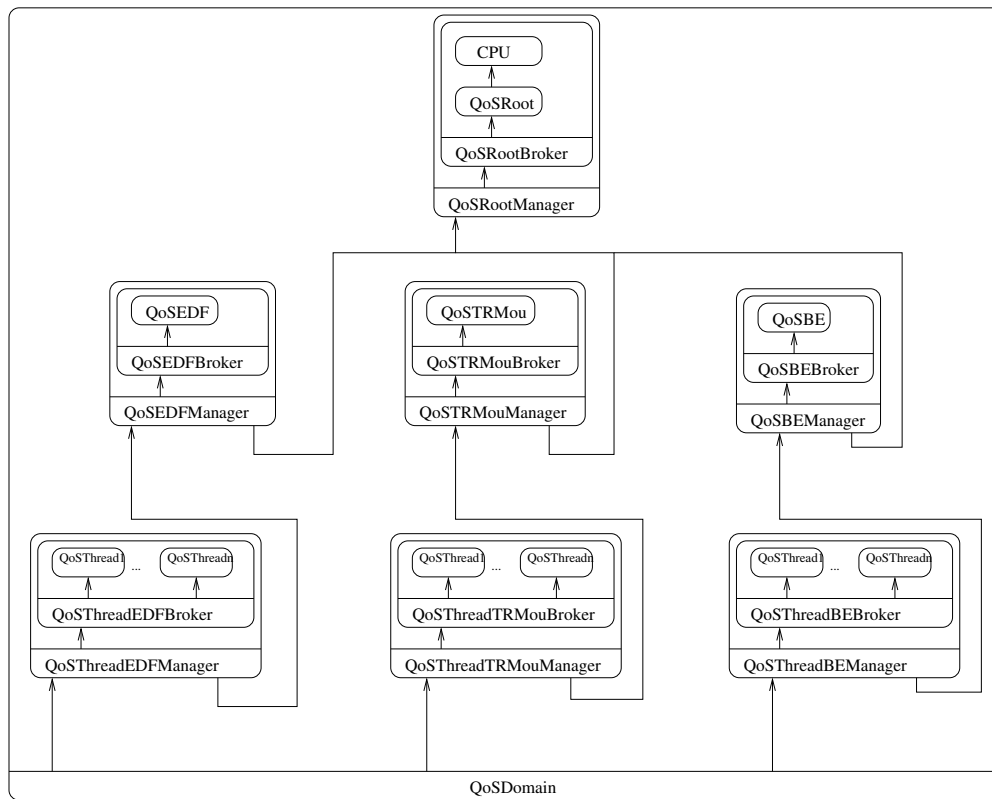 CPU
QoSRoot
QoSRootBroker
QoSRootManager
QoSEDF
QoSEDFBroker
QoSEDFManager
QoSTRMou
QoSTRMouBroker
QoSTRMouManager
QoSBE
QoSBEBroker
QoSBEManager
QoSThread1 ... QoSThreadn
QoSThreadEDFBroker
QoSThreadEDFManager
QoSThread1 ... QoSThreadn
QoSThreadTRMouBroker
QoSThreadTRMouManager
QoSThread1 ... QoSThreadn
QoSThreadBEBroker
QoSThreadBEManager
QoSDomain